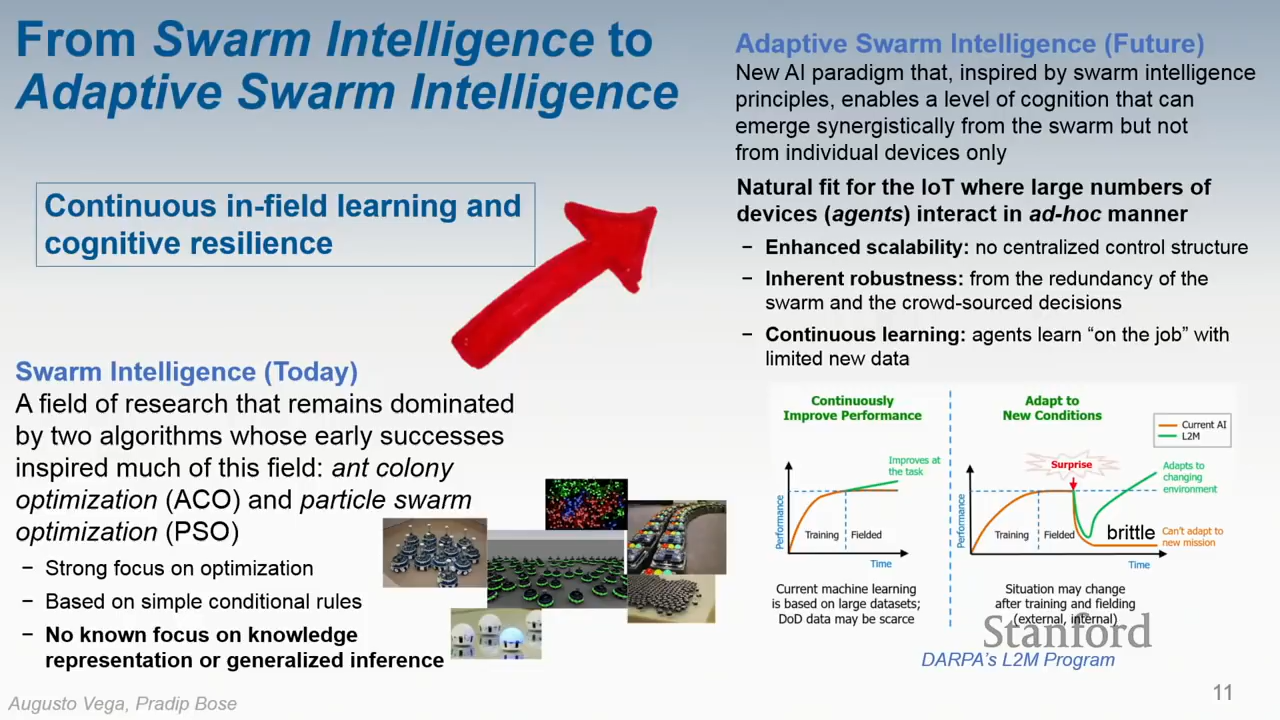 From Swarm Intelligence to
Adaptive Swarm Intelligence
Continuous in-field learning and
cognitive resilience
Swarm Intelligence (Today)
A field of research that remains dominated
by two algorithms whose early successes
inspired much of this field: ant colony
optimization (ACO) and particle swarm
optimization (PSO)
− Strong focus on optimization
− Based on simple conditional rules
− No known focus on knowledge
representation or generalized inference
Adaptive Swarm Intelligence (Future)
New AI paradigm that, inspired by swarm intelligence
principles, enables a level of cognition that can
emerge synergistically from the swarm but not
from individual devices only
Natural fit for the IoT where large numbers of
devices (agents) interact in ad-hoc manner
− Enhanced scalability: no centralized control structure
− Inherent robustness: from the redundancy of the
swarm and the crowd-sourced decisions
− Continuous learning: agents learn “on the job” with
limited new data
Continuously
Improve Performance
Improves at
the task
Performance
Training
Fielded
Time
Current machine learning
is based on large datasets;
DoD data may be scarce
Adapt to
New Conditions
Current AI
L2M
Surprise
Adapts to
changing
environment
Performance
Training
Fielded
brittle
Can't adapt to
new mission
Time
Situation may change
after training and fielding
(external, internal)
Stanford
DARPA’s L2M Program
Augusto Vega, Pradip Bose
11